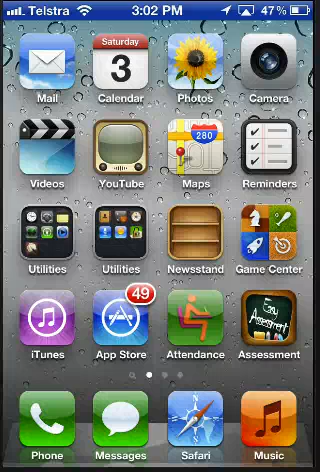 Telstra 3:02 PM 47%
Saturday
3
280
Mail Calendar Photos Camera
Videos YouTube Maps Reminders
Utilities Utilities Newsstand Game Center
49
Easy
Assessment
iTunes App Store Attendance Assessment
Phone Messages Safari Music